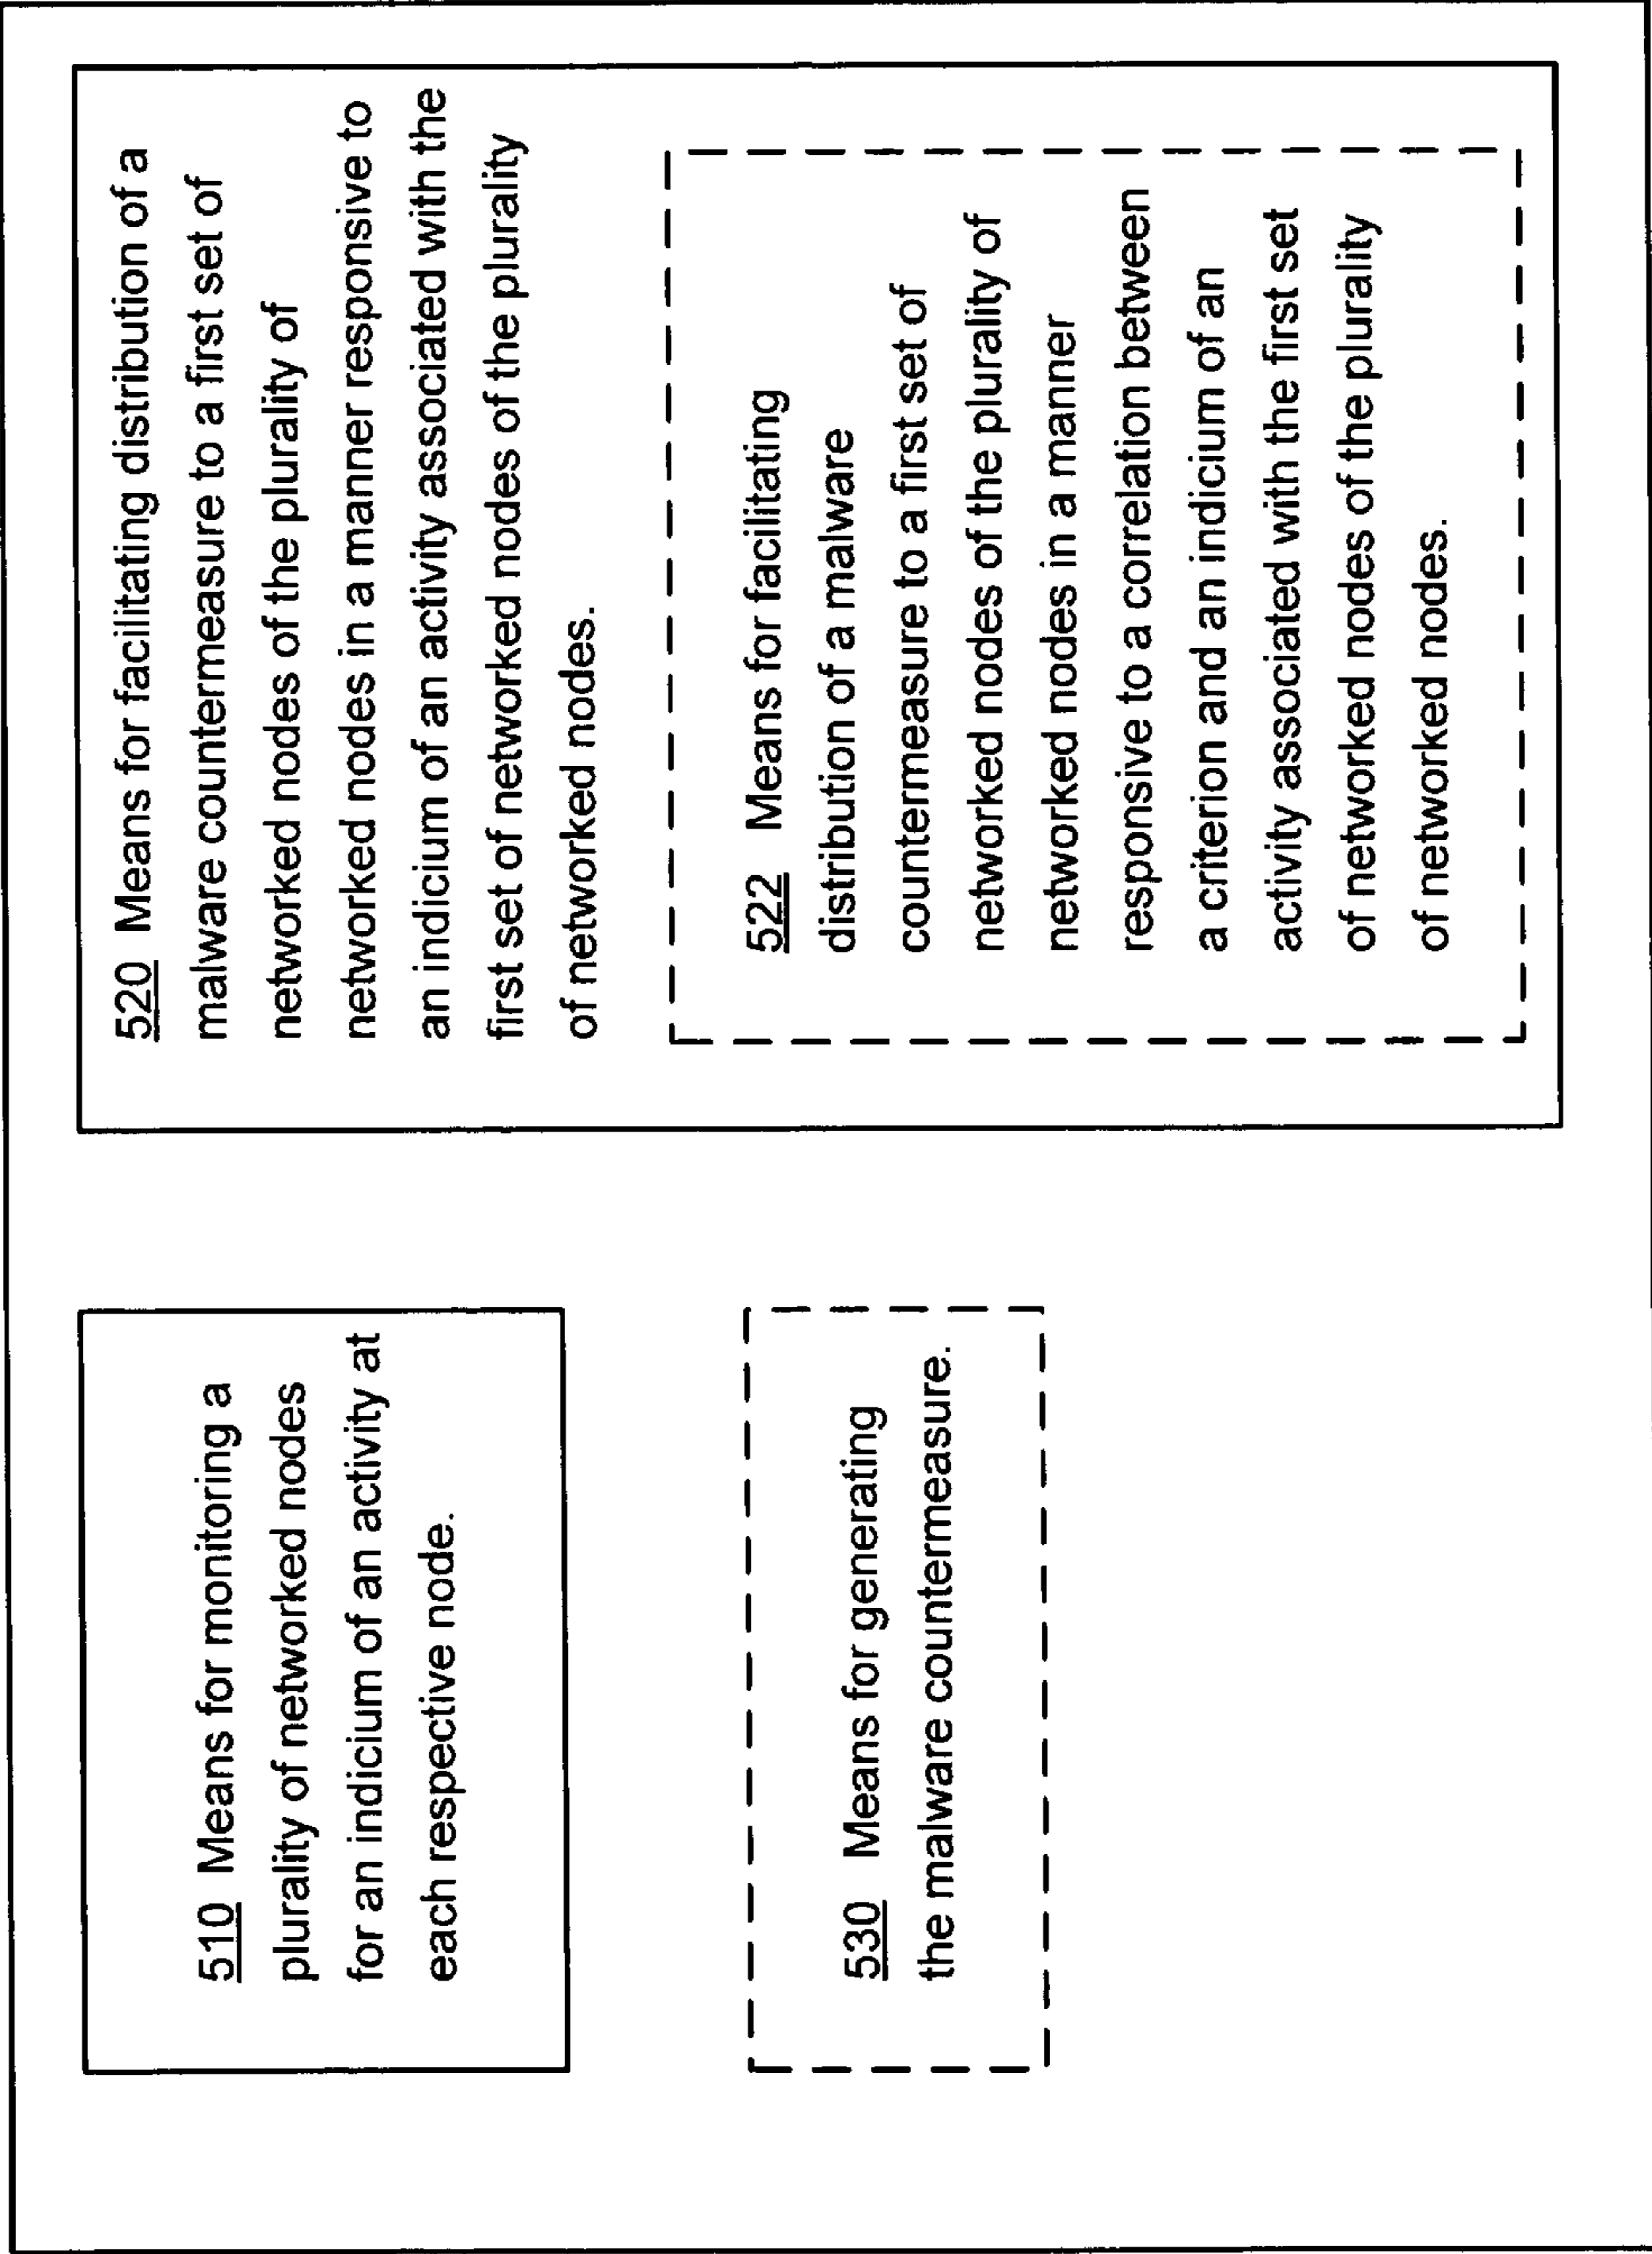 510 Means for monitoring a
plurality of networked nodes
for an indicium of an activity at
each respective node.
530 Means for generating
the malware countermeasure.
520 Means for facilitating distribution of a
malware countermeasure to a first set of
networked nodes of the plurality of
networked nodes in a manner responsive to
an indicium of an activity associated with the
first set of networked nodes of the plurality
of networked nodes.
522 Means for facilitating
distribution of a malware
countermeasure to a first set of
networked nodes of the plurality of
networked nodes in a manner
responsive to a correlation between
a criterion and an indicium of an
activity associated with the first set
of networked nodes of the plurality
of networked nodes.